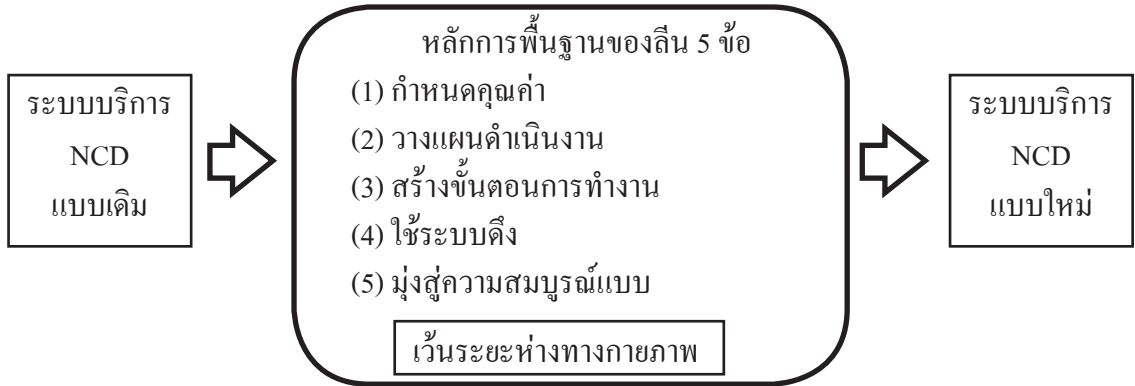 ระบบบริการ
NCD
แบบเดิม
หลักการพื้นฐานของลีน 5 ข้อ
(1) กำหนดคุณค่า
(2) วางแผนดำเนินงาน
(3) สร้างขั้นตอนการทำงาน
(4) ใช้ระบบดึง
(5) มุ่งสู่ความสมบูรณ์แบบ
เว้นระยะห่างทางกายภาพ
ระบบบริการ
NCD
แบบใหม่